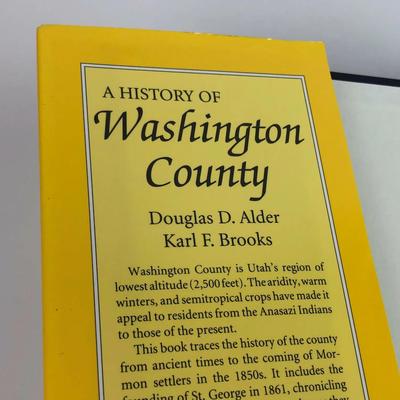 A HISTORY OF
Washington
County
Douglas D. Alder
Karl F. Brooks
Washington County is Utah's region of
lowest altitude (2,500 feet). The aridity, warm
winters, and semitropical crops have made it
appeal to residents from the Anasazi Indians
to those of the present.
This book traces the history of the county
from ancient times to the coming of Mor-
mon settlers in the 1850s. It includes the
founding of St. George in 1861, chronicling
they